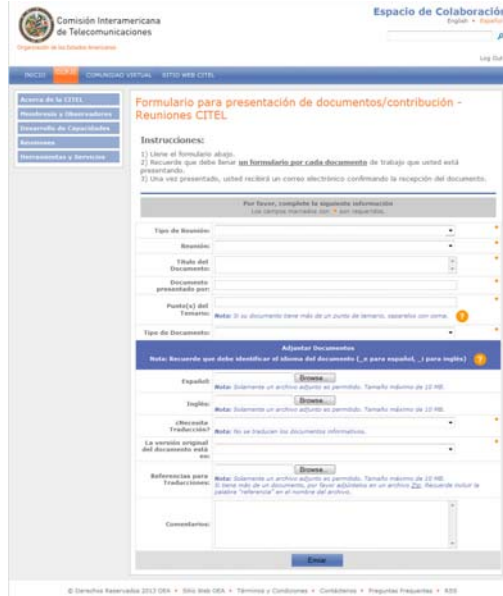 Comisión Interamericana
de Telecomunicaciones
Organización de los Estados Americanos
Espacio de Colaboración
English • Español
Log Out
INICIO
COMUNIDAD VIRTUAL
SITIO WEB CITEL
Acerca de la CITEL
Miembros/s y Observadores
Desarrollo de Capacidades
Reuniones
Herramientas y Servicios
Formulario para presentación de documentos/contribución -
Reuniones CITEL
Instrucciones:
1) Llene el formulario abajo.
2) Recuerde que debe llenar un formulario por cada documento de trabajo que usted está
presentando.
3) Una vez presentado, usted recibirá un correo electrónico confirmando la recepción del documento.
Por favor, complete la siguiente información
Los campos marcados con * son requeridos.
Tipo de Reunión:
Reunión:
Título del
Documento:
Documento
presentado por:
Punto(s) del
Temario:
Nota: Si su documento tiene más de un punto de temario, sepárelos con coma.
Tipo de Documento:
Adjuntar Documentos
Nota: Recuerde que debe identificar el idioma del documento (_e para español, _i para inglés)
Español:
Browse...
Nota: Solamente un archivo adjunto es permitido. Tamaño máximo de 10 MB.
Inglés:
Browse...
Nota: Solamente un archivo adjunto es permitido. Tamaño máximo de 10 MB.
¿Necesita
Traducción?
Nota: No se traducen los documentos informativos.
La versión original
del documento está
en:
Referencias para
Traducciones:
Browse...
Nota: Solamente un archivo adjunto es permitido. Tamaño máximo de 10 MB.
Si tiene más de un documento, por favor adjúntelos en un archivo Zip. Recuerde incluir la
palabra "referencia" en el nombre del archivo.
Comentarios:
Enviar
© Derechos Reservados 2013 OEA • Sitio Web OEA • Términos y Condiciones • Contáctenos • Preguntas Frequentes • RSS